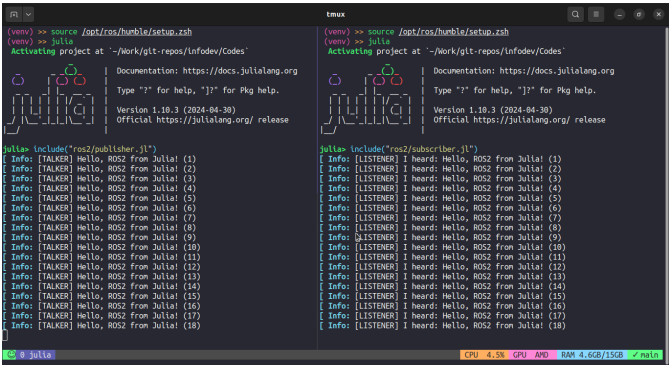 tmux
(venv) >> source /opt/ros/humble/setup.zsh
(venv) >> julia
Activating project at `~/Work/git-repos/infodev/Codes`
Documentation: https://docs.julialang.org
Type "?" for help, "]?" for Pkg help.
Version 1.10.3 (2024-04-30)
Official https://julialang.org/ release
julia> include("ros2/publisher.jl")
[ Info: [TALKER] Hello, ROS2 from Julia! (1)
[ Info: [TALKER] Hello, ROS2 from Julia! (2)
[ Info: [TALKER] Hello, ROS2 from Julia! (3)
[ Info: [TALKER] Hello, ROS2 from Julia! (4)
[ Info: [TALKER] Hello, ROS2 from Julia! (5)
[ Info: [TALKER] Hello, ROS2 from Julia! (6)
[ Info: [TALKER] Hello, ROS2 from Julia! (7)
[ Info: [TALKER] Hello, ROS2 from Julia! (8)
[ Info: [TALKER] Hello, ROS2 from Julia! (9)
[ Info: [TALKER] Hello, ROS2 from Julia! (10)
[ Info: [TALKER] Hello, ROS2 from Julia! (11)
[ Info: [TALKER] Hello, ROS2 from Julia! (12)
[ Info: [TALKER] Hello, ROS2 from Julia! (13)
[ Info: [TALKER] Hello, ROS2 from Julia! (14)
[ Info: [TALKER] Hello, ROS2 from Julia! (15)
[ Info: [TALKER] Hello, ROS2 from Julia! (16)
[ Info: [TALKER] Hello, ROS2 from Julia! (17)
[ Info: [TALKER] Hello, ROS2 from Julia! (18)
(venv) >> source /opt/ros/humble/setup.zsh
(venv) >> julia
Activating project at `~/Work/git-repos/infodev/Codes`
Documentation: https://docs.julialang.org
Type "?" for help, "]?" for Pkg help.
Version 1.10.3 (2024-04-30)
Official https://julialang.org/ release
julia> include("ros2/subscriber.jl")
[ Info: [LISTENER] I heard: Hello, ROS2 from Julia! (1)
[ Info: [LISTENER] I heard: Hello, ROS2 from Julia! (2)
[ Info: [LISTENER] I heard: Hello, ROS2 from Julia! (3)
[ Info: [LISTENER] I heard: Hello, ROS2 from Julia! (4)
[ Info: [LISTENER] I heard: Hello, ROS2 from Julia! (5)
[ Info: [LISTENER] I heard: Hello, ROS2 from Julia! (6)
[ Info: [LISTENER] I heard: Hello, ROS2 from Julia! (7)
[ Info: [LISTENER] I heard: Hello, ROS2 from Julia! (8)
[ Info: [LISTENER] I heard: Hello, ROS2 from Julia! (9)
[ Info: [LISTENER] I heard: Hello, ROS2 from Julia! (10)
[ Info: [LISTENER] I heard: Hello, ROS2 from Julia! (11)
[ Info: [LISTENER] I heard: Hello, ROS2 from Julia! (12)
[ Info: [LISTENER] I heard: Hello, ROS2 from Julia! (13)
[ Info: [LISTENER] I heard: Hello, ROS2 from Julia! (14)
[ Info: [LISTENER] I heard: Hello, ROS2 from Julia! (15)
[ Info: [LISTENER] I heard: Hello, ROS2 from Julia! (16)
[ Info: [LISTENER] I heard: Hello, ROS2 from Julia! (17)
[ Info: [LISTENER] I heard: Hello, ROS2 from Julia! (18)
0 julia CPU 4.5% GPU AMD RAM 4.6GB/15GB ✓ main